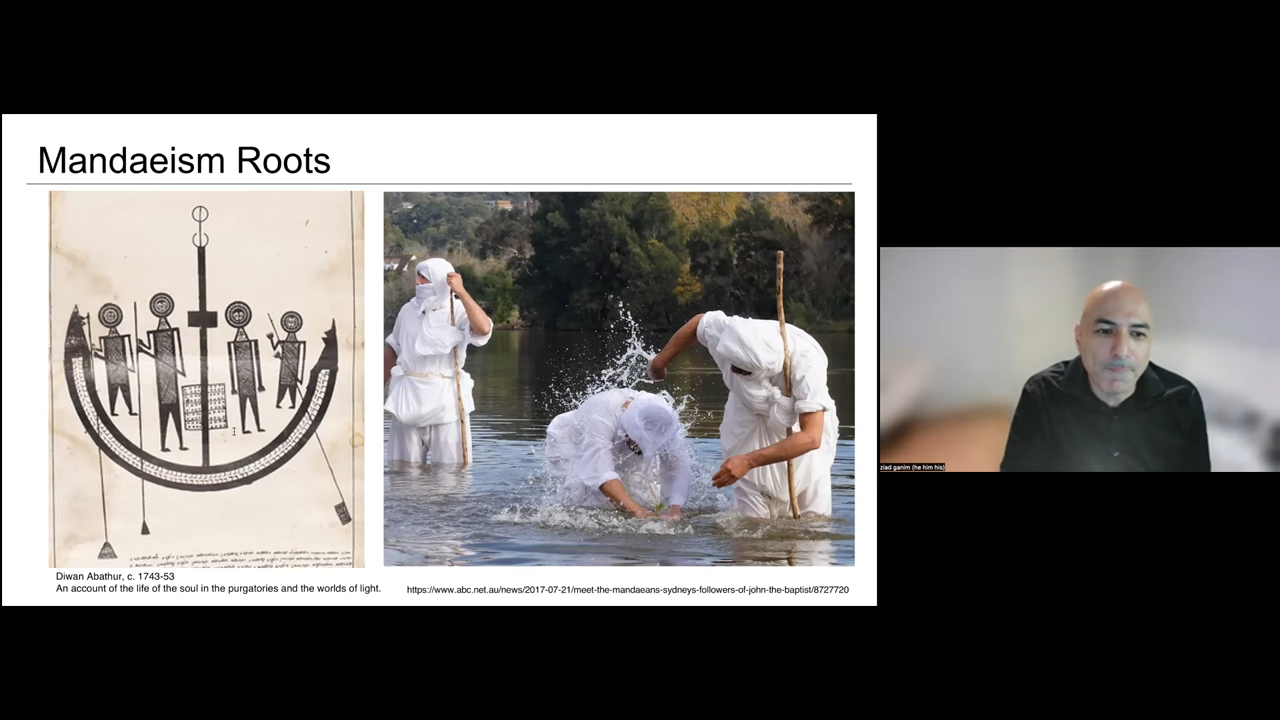 Mandaeism Roots
Diwan Abathur, c. 1743-53
An account of the life of the soul in the purgatories and the worlds of light.
https://www.abc.net.au/news/2017-07-21/meet-the-mandaeans-sydneys-followers-of-john-the-baptist/8727720
ziad ganim (he him his)